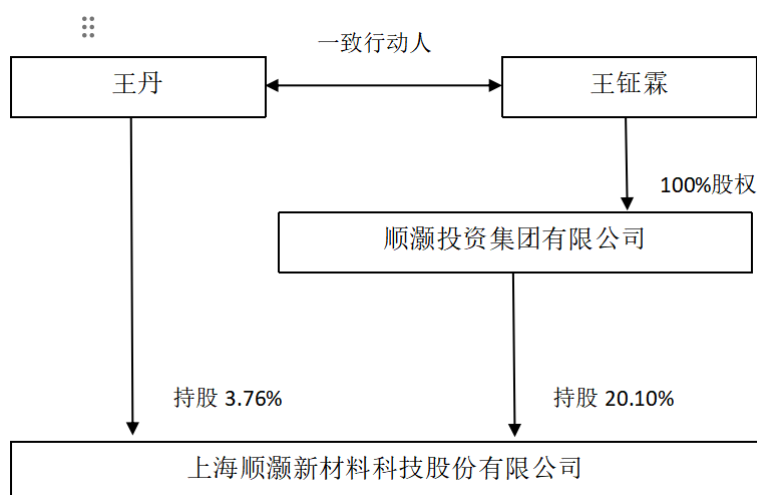 一致行动人
王丹
王钲霖
100%股权
顺灏投资集团有限公司
持股 3.76%
持股 20.10%
上海顺灏新材料科技股份有限公司